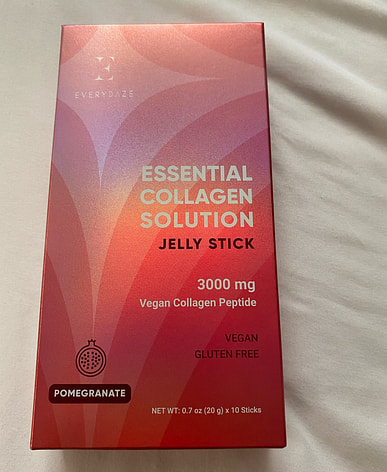 E
EVERYDAZE
ESSENTIAL
COLLAGEN
SOLUTION
JELLY STICK
3000 mg
Vegan Collagen Peptide
VEGAN
GLUTEN FREE
POMEGRANATE
NET WT: 0.7 oz (20 g) x 10 Sticks